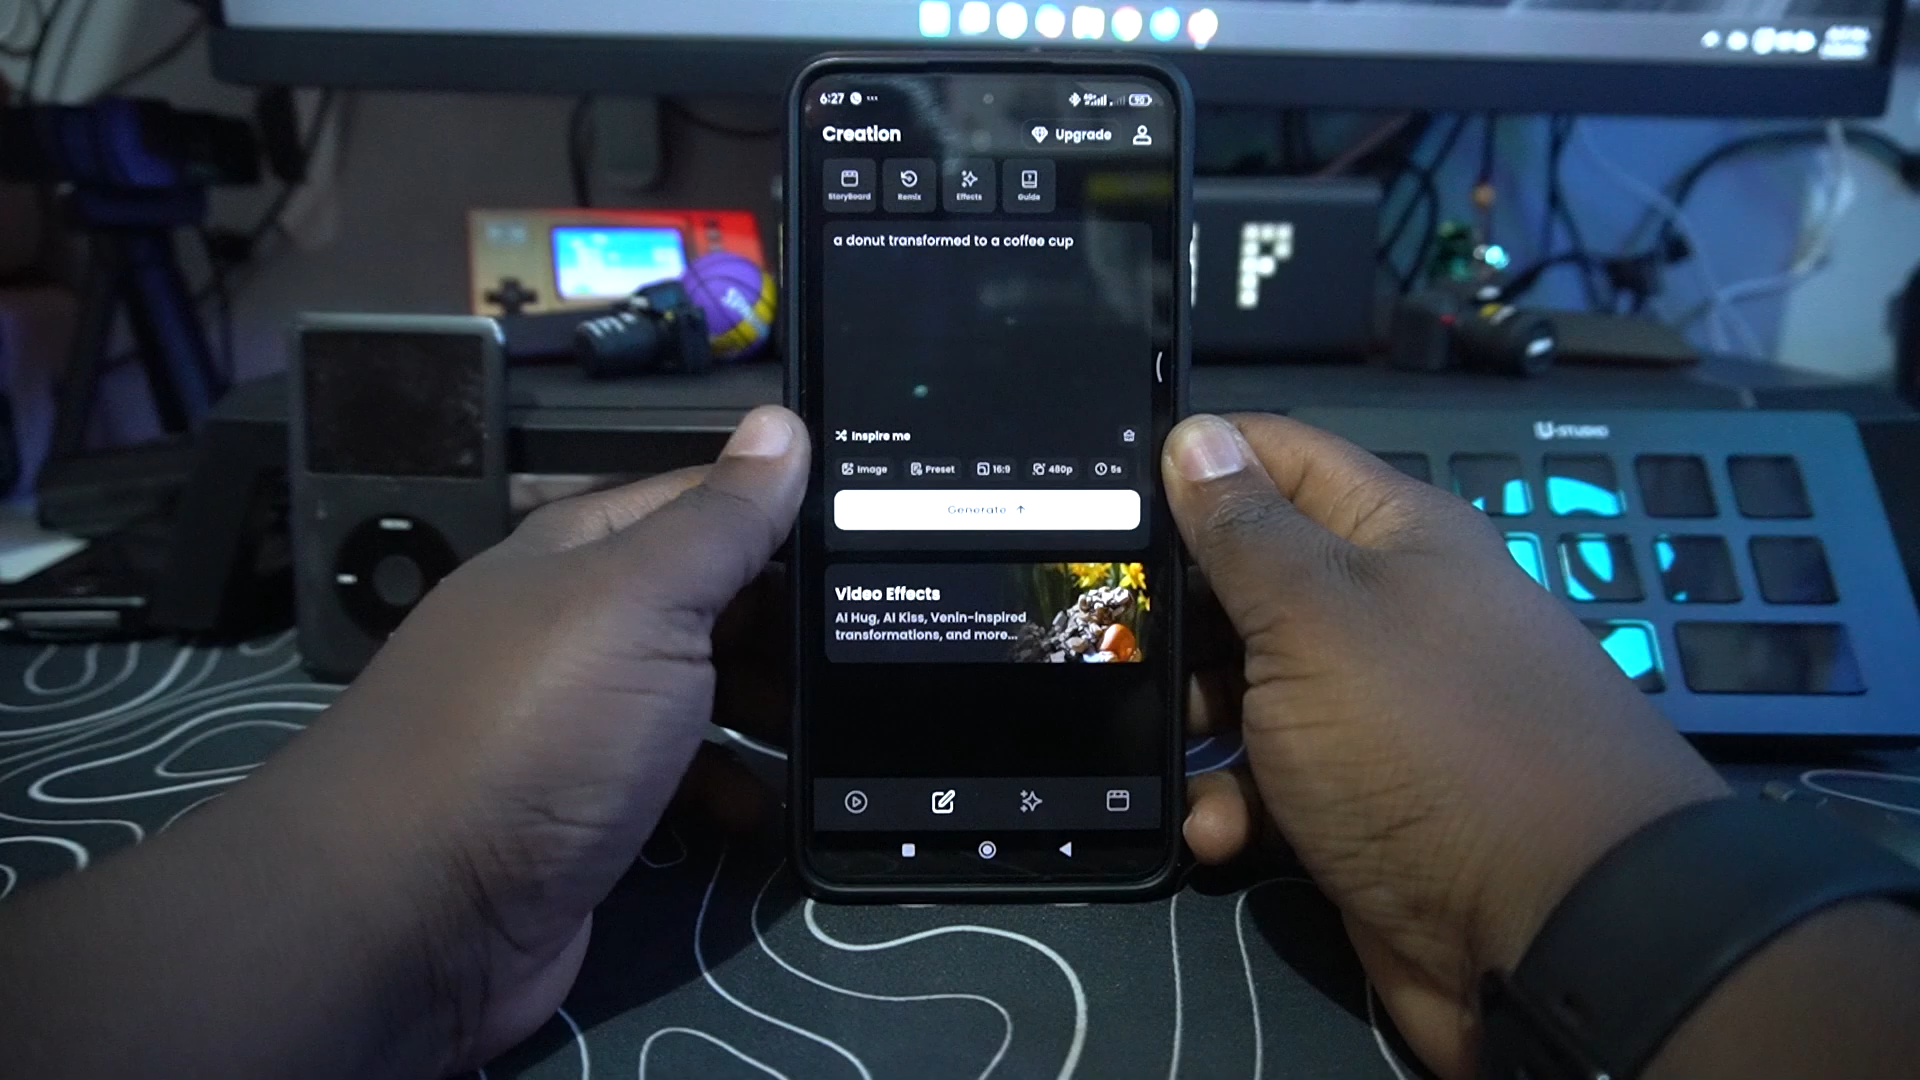 6:27
90
Creation
Upgrade
StoryBoard
Remix
Effects
Guide
a donut transformed to a coffee cup
Inspire me
Image
Preset
16:9
480p
5s
Generate ↑
Video Effects
AI Hug, AI Kiss, Venin-Inspired
transformations, and more...
P
U-STUDIO